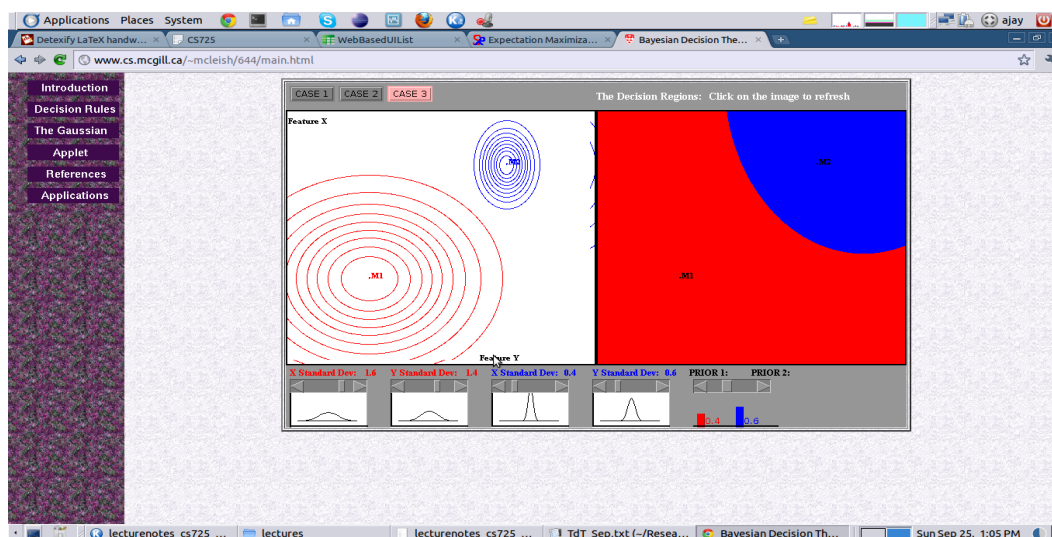 Applications Places System ajay
Detexify LaTeX handw... CS725 WebBasedUIList Expectation Maximiza... Bayesian Decision The...
www.cs.mcgill.ca/~mcleish/644/main.html
Introduction
Decision Rules
The Gaussian
Applet
References
Applications
CASE 1 CASE 2 CASE 3
The Decision Regions: Click on the image to refresh
Feature X
.M2
.M2
.M1
.M1
Feature Y
X Standard Dev: 1.6 Y Standard Dev: 1.4 X Standard Dev: 0.4 Y Standard Dev: 0.6 PRIOR 1: PRIOR 2:
0.4 0.6
lecturenotes_cs725_... lectures lecturenotes_cs725_... TdT_Sep.txt (~/Resea... Bayesian Decision Th... Sun Sep 25, 1:05 PM